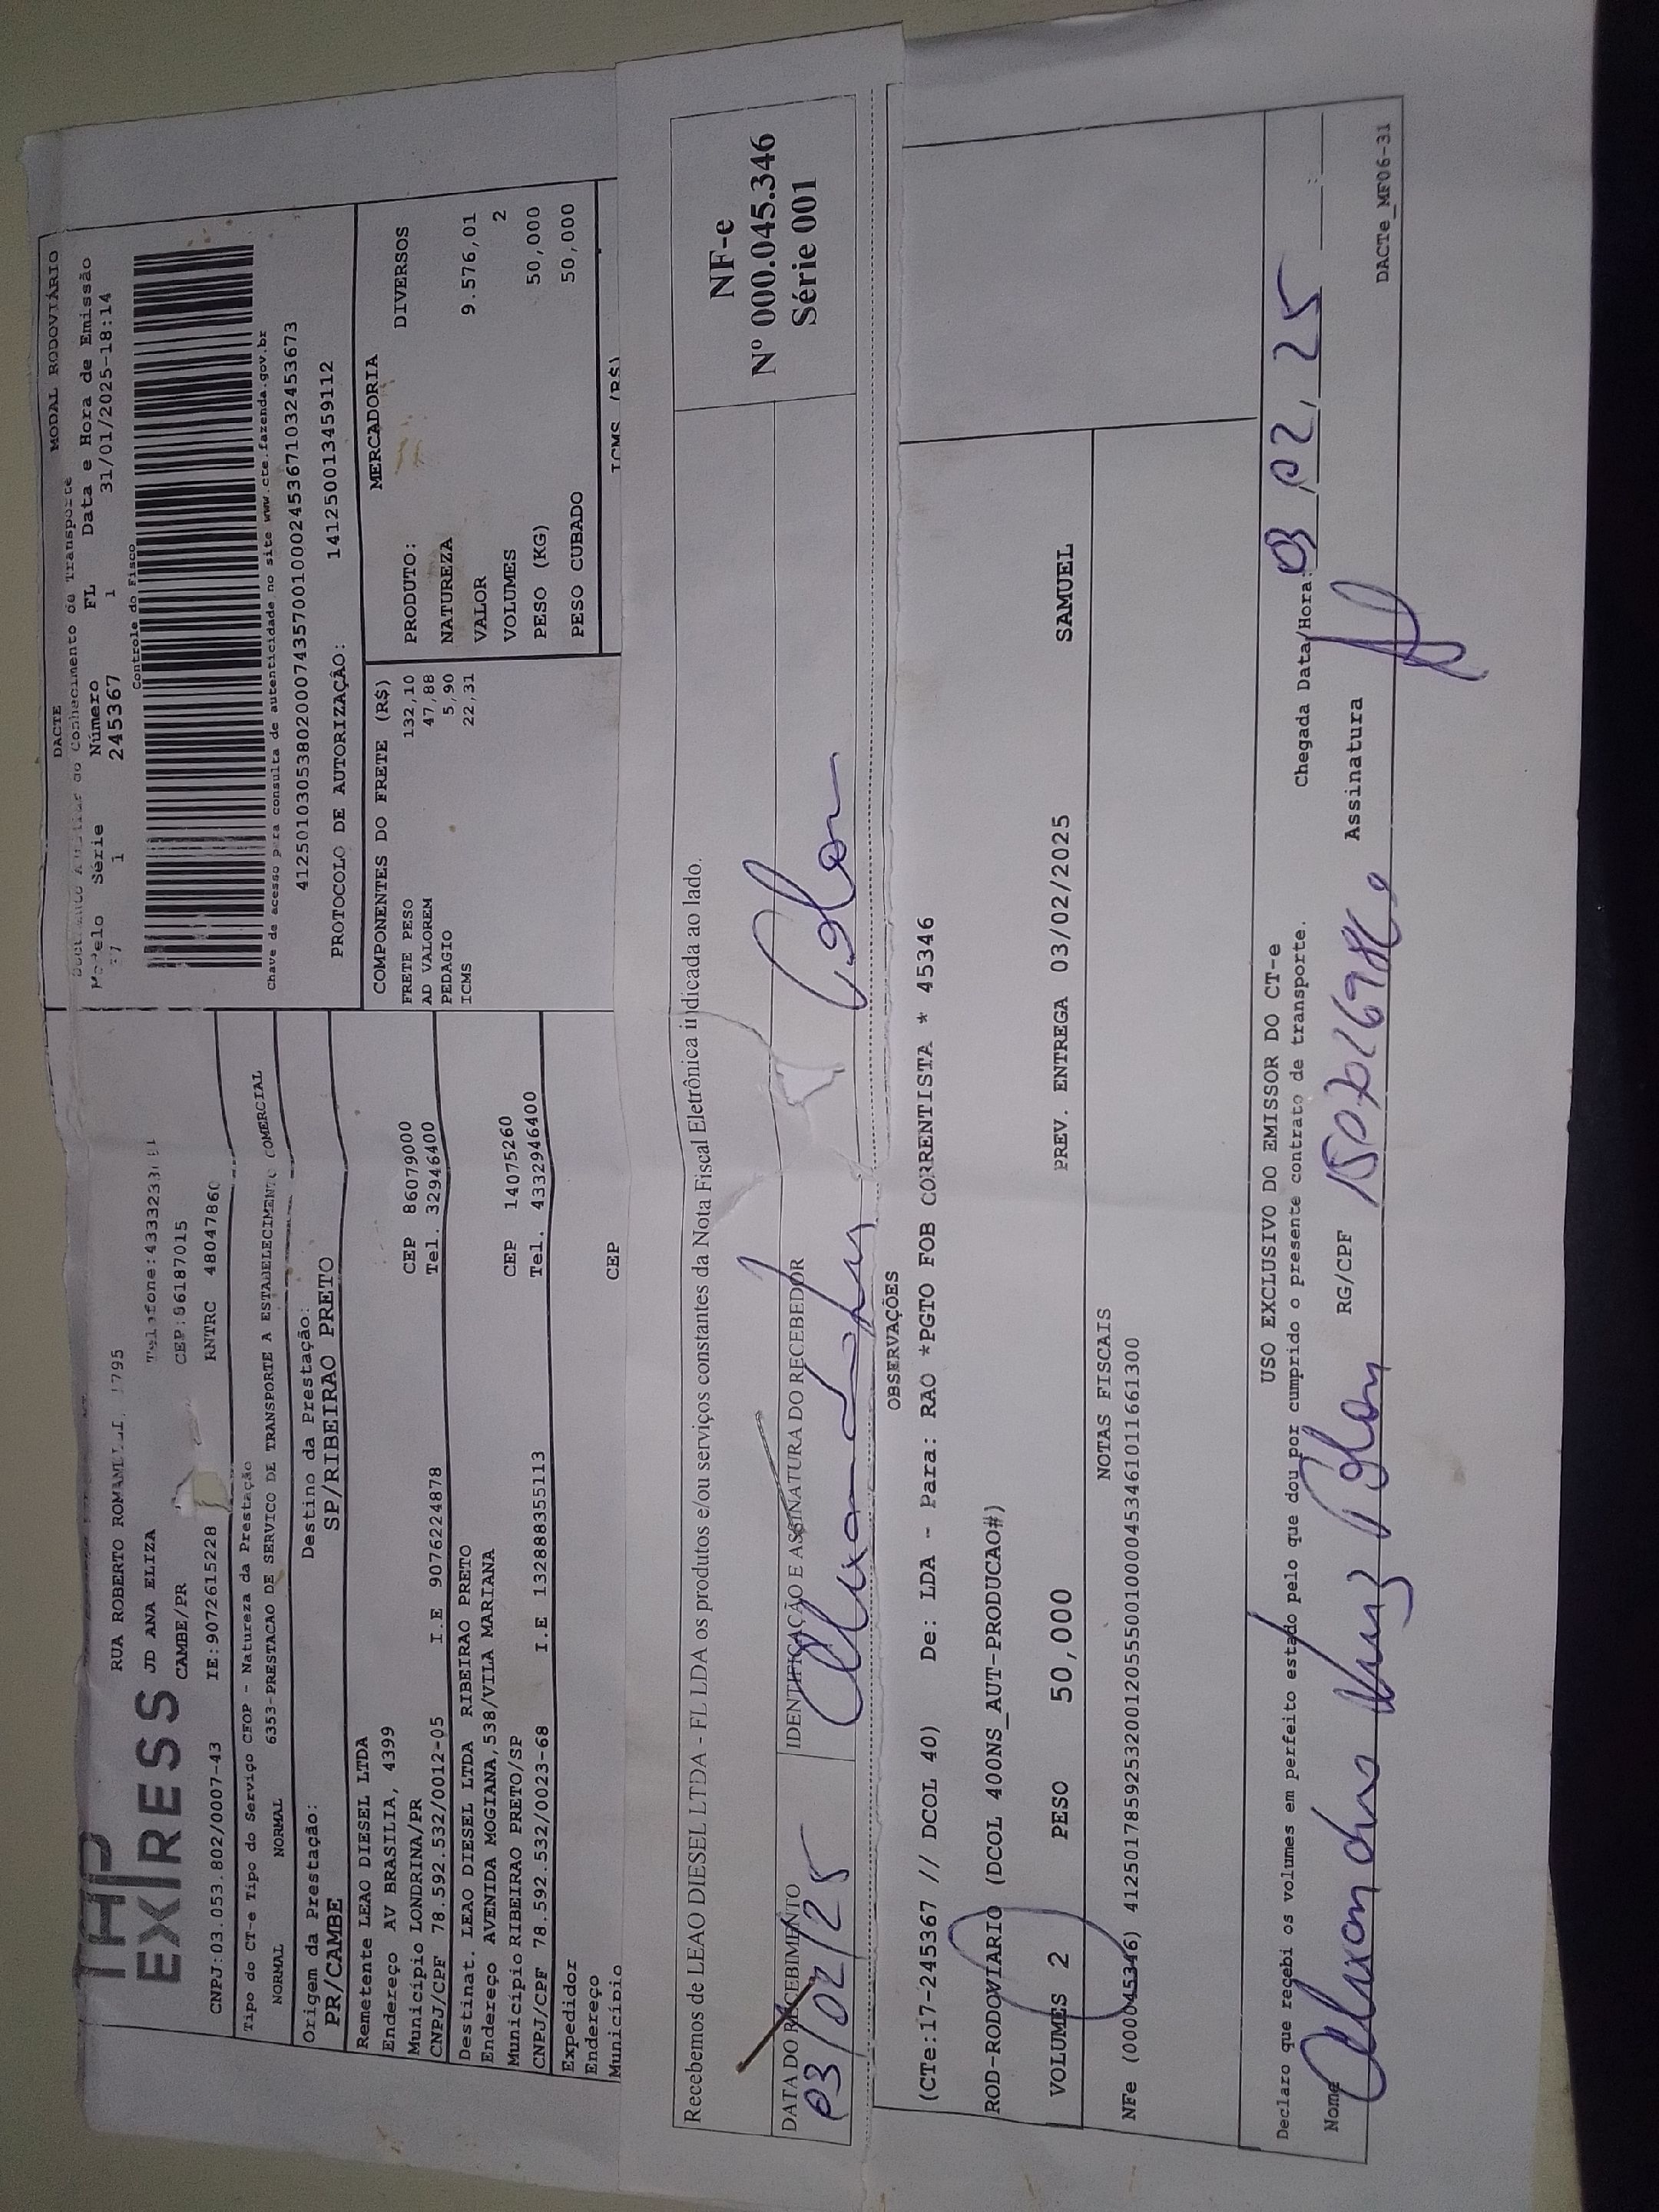 THP
EXPRESS
RUA ROBERTO ROMANELLI, 1795
JD ANA ELIZA
CAMBE/PR CEP:86187015
CNPJ:03.053.802/0007-43 IE:9072615228 RNTRC 48047860
Tipo do CT-e Tipo do Serviço CFOP - Natureza da Prestação
NORMAL NORMAL 6353-PRESTACAO DE SERVICO DE TRANSPORTE A ESTABELECIMENTO COMERCIAL
Origem da Prestação: Destino da Prestação:
PR/CAMBE SP/RIBEIRAO PRETO
Remetente LEAO DIESEL LTDA
Endereço AV BRASILIA, 4399
Município LONDRINA/PR CEP 86079000
CNPJ/CPF 78.592.532/0012-05 I.E 9076224878 Tel. 32946400
Destinat. LEAO DIESEL LTDA RIBEIRAO PRETO
Endereço AVENIDA MOGIANA,538/VILA MARIANA
Município RIBEIRAO PRETO/SP CEP 14075260
CNPJ/CPF 78.592.532/0023-68 I.E 132888355113 Tel. 4332946400
Expedidor
Endereço
Município CEP
DACTE MODAL RODOVIÁRIO
Documento Auxiliar do Conhecimento de Transporte
Modelo Série Número FL Data e Hora de Emissão
57 1 245367 1 31/01/2025-18:14
Controle do Fisco
Chave de acesso para consulta de autenticidade no site www.cte.fazenda.gov.br
41250103053802000743570010002453671032453673
PROTOCOLO DE AUTORIZAÇÃO: 141250013459112
COMPONENTES DO FRETE (R$)
FRETE PESO 132,10
AD VALOREM 47,88
PEDAGIO 5,90
ICMS 22,31
MERCADORIA
PRODUTO: DIVERSOS
NATUREZA
VALOR 9.576,01
VOLUMES 2
PESO (KG) 50,000
PESO CUBADO 50,000
ICMS (R$)
Recebemos de LEAO DIESEL LTDA - FL LDA os produtos e/ou serviços constantes da Nota Fiscal Eletrônica indicada ao lado.
NF-e
Nº 000.045.346
Série 001
DATA DO RECEBIMENTO IDENTIFICAÇÃO E ASSINATURA DO RECEBEDOR
03/02/25
OBSERVAÇÕES
(CTe:17-245367 // DCOL 40) De: LDA - Para: RAO *PGTO FOB CORRENTISTA * 45346
ROD-RODOVIARIO (DCOL 400NS_AUT-PRODUCAO#)
VOLUMES 2 PESO 50,000 PREV. ENTREGA 03/02/2025 SAMUEL
NOTAS FISCAIS
NFe (000045346) 41250178592532001205550010000453461011661300
USO EXCLUSIVO DO EMISSOR DO CT-e
Declaro que recebi os volumes em perfeito estado pelo que dou por cumprido o presente contrato de transporte.
Chegada Data/Hora: 03,02,25
Nome RG/CPF Assinatura
DACTe_MF06-31